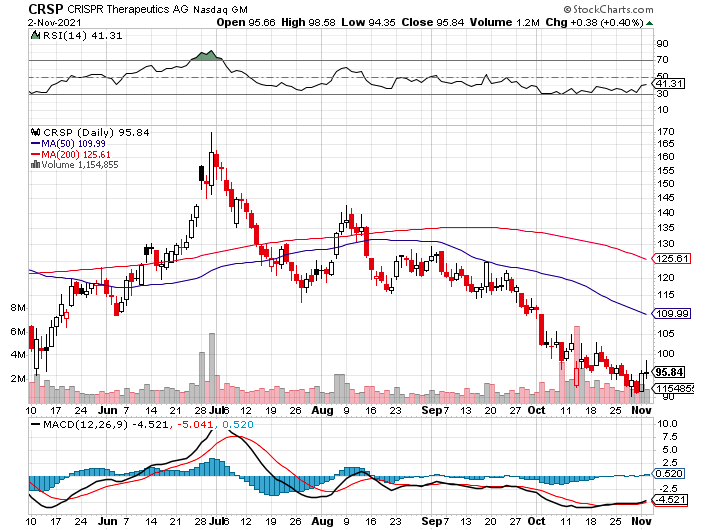 CRSP CRISPR Therapeutics AG Nasdaq GM © StockCharts.com
2-Nov-2021 Open 95.66 High 98.58 Low 94.35 Close 95.84 Volume 1.2M Chg +0.38 (+0.40%)
RSI(14) 41.31
90
70
50
41.31
30
10
CRSP (Daily) 95.84
MA(50) 109.99
MA(200) 125.61
Volume 1,154,855
170
165
160
155
150
145
140
135
130
125.61
120
115
109.99
105
100
95.84
1154855
90
8M
6M
4M
2M
10 17 24 Jun 7 14 21 28 Jul 6 12 19 26 Aug 9 16 23 Sep 7 13 20 27 Oct 11 18 25 Nov
MACD(12,26,9) -4.521, -5.041, 0.520
10.0
7.5
5.0
2.5
0.520
-2.5
-4.521
10 17 24 Jun 7 14 21 28 Jul 6 12 19 26 Aug 9 16 23 Sep 7 13 20 27 Oct 11 18 25 Nov